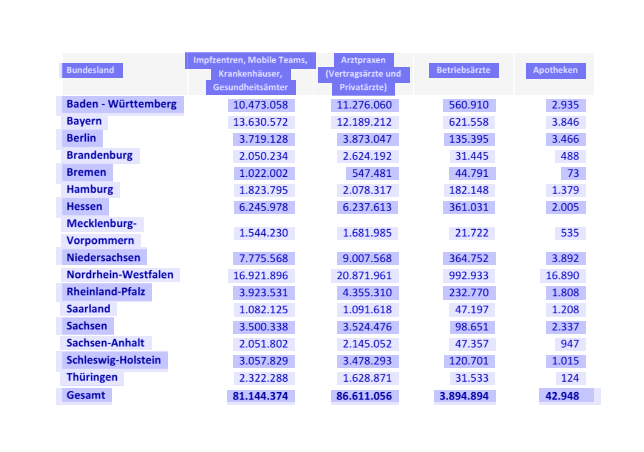 Bundesland Impfzentren, Mobile Teams, Krankenhäuser, Gesundheitsämter Arztpraxen (Vertragsärzte und Privatärzte) Betriebsärzte Apotheken
Baden - Württemberg 10.473.058 11.276.060 560.910 2.935
Bayern 13.630.572 12.189.212 621.558 3.846
Berlin 3.719.128 3.873.047 135.395 3.466
Brandenburg 2.050.234 2.624.192 31.445 488
Bremen 1.022.002 547.481 44.791 73
Hamburg 1.823.795 2.078.317 182.148 1.379
Hessen 6.245.978 6.237.613 361.031 2.005
Mecklenburg-
Vorpommern 1.544.230 1.681.985 21.722 535
Niedersachsen 7.775.568 9.007.568 364.752 3.892
Nordrhein-Westfalen 16.921.896 20.871.961 992.933 16.890
Rheinland-Pfalz 3.923.531 4.355.310 232.770 1.808
Saarland 1.082.125 1.091.618 47.197 1.208
Sachsen 3.500.338 3.524.476 98.651 2.337
Sachsen-Anhalt 2.051.802 2.145.052 47.357 947
Schleswig-Holstein 3.057.829 3.478.293 120.701 1.015
Thüringen 2.322.288 1.628.871 31.533 124
Gesamt 81.144.374 86.611.056 3.894.894 42.948